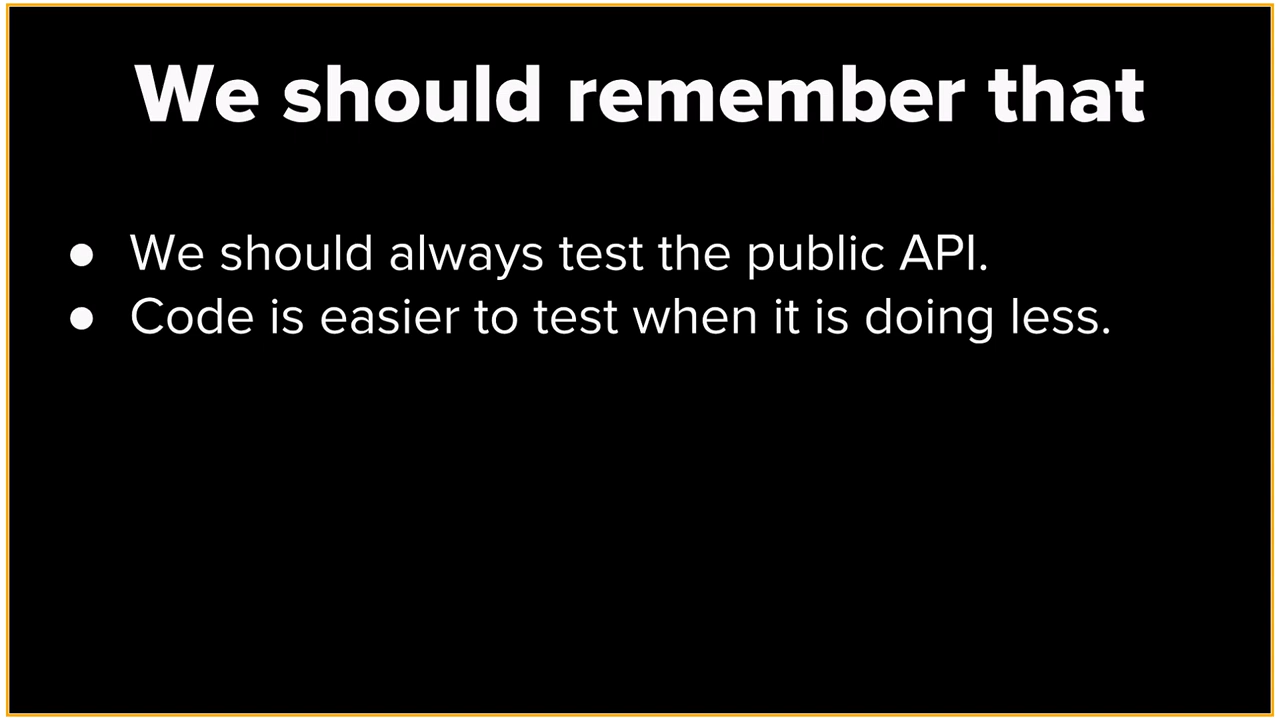 We should remember that
● We should always test the public API.
● Code is easier to test when it is doing less.